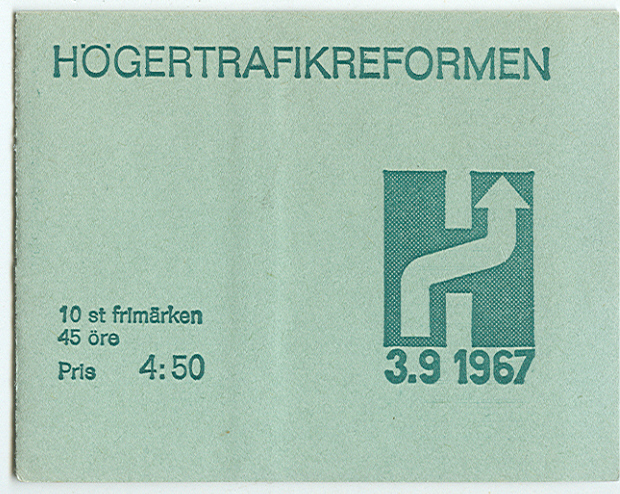 HÖGERTRAFIKREFORMEN
10 st frimärken
45 öre
Pris 4:50
H
3.9 1967